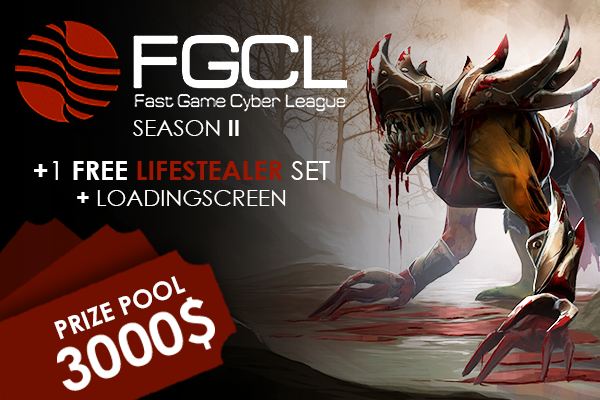 FGCL
Fast Game Cyber League
SEASON II
+1 FREE LIFESTEALER SET
+ LOADINGSCREEN
PRIZE POOL
3000$